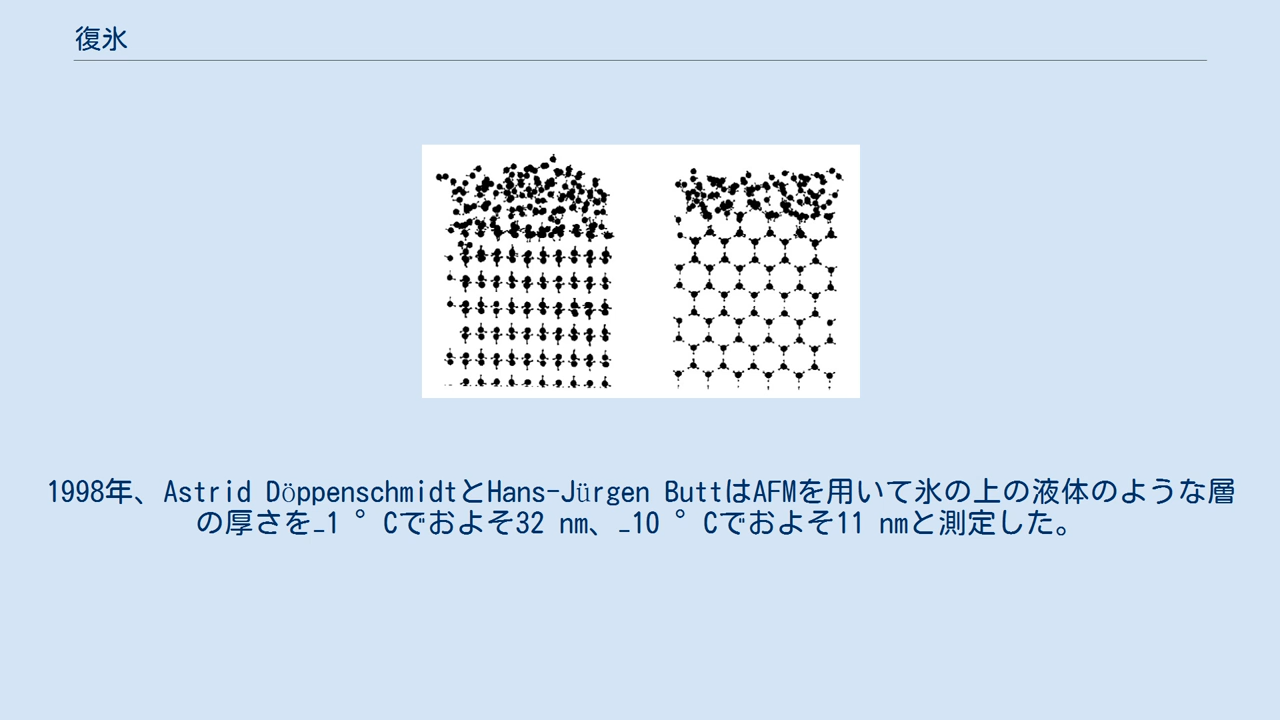 復氷
1998年、Astrid DöppenschmidtとHans-Jürgen ButtはAFMを用いて氷の上の液体のような層
の厚さを−1 °Cでおよそ32 nm、−10 °Cでおよそ11 nmと測定した。